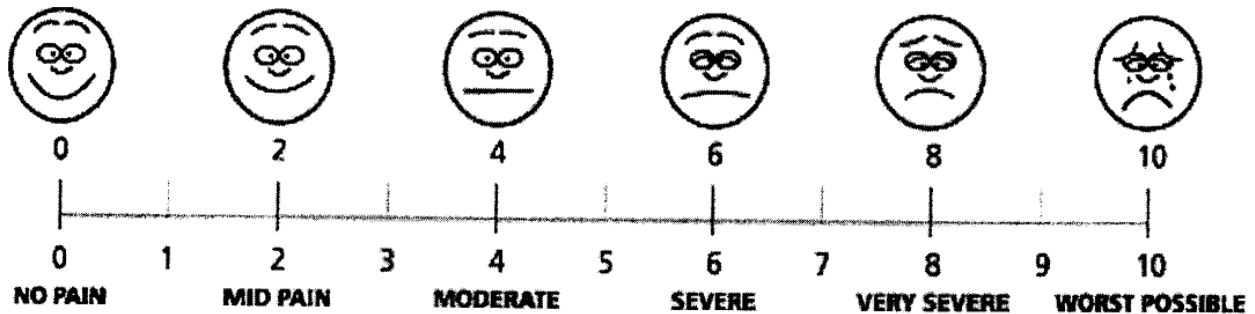 0 2 4 6 8 10
0 1 2 3 4 5 6 7 8 9 10
NO PAIN MID PAIN MODERATE SEVERE VERY SEVERE WORST POSSIBLE